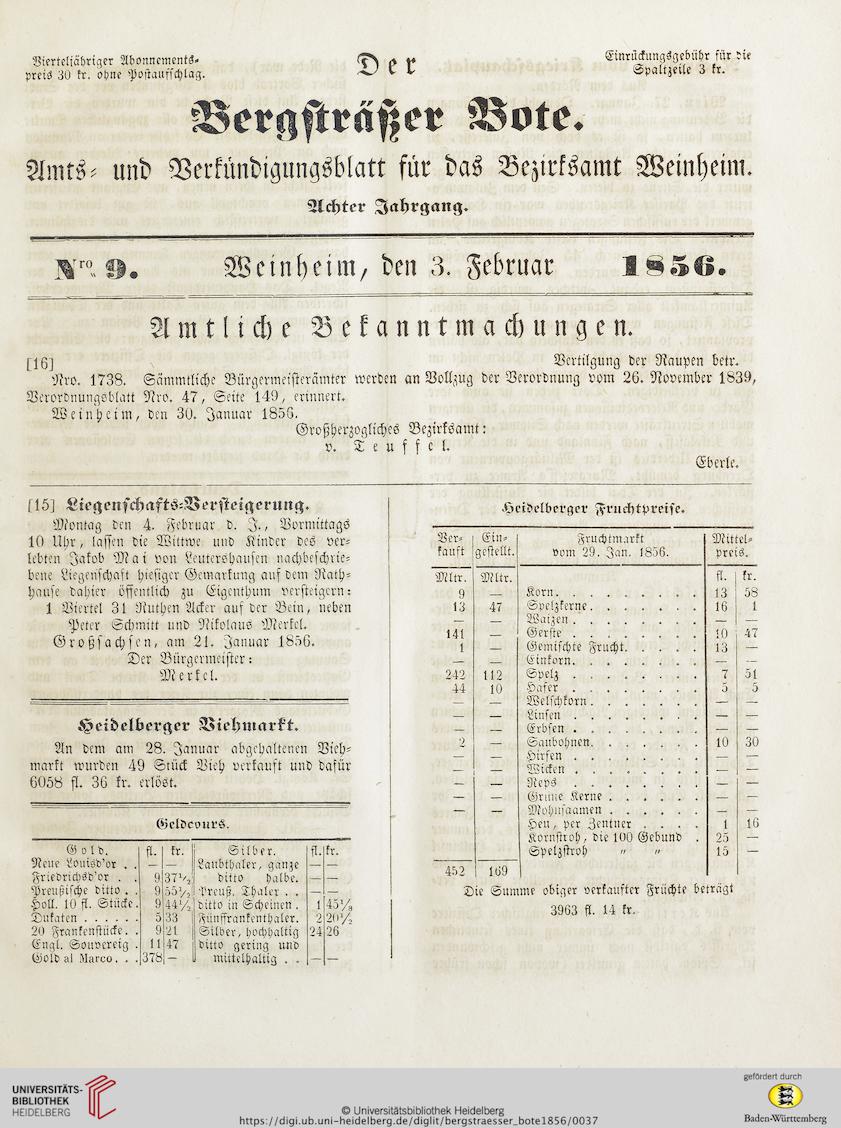 Vierteljähriger Abonnements-
preis 30 kr. ohne Postaufschlag.
Der
Einrückungsgebühr für die
Spaltzeile 3 kr.
Bergsträßer Bote.
Amts- und Verkündigungsblatt für das Bezirksamt Weinheim.
Achter Jahrgang.
Nro. 9. Weinheim, den 3. Februar 1856.
Amtliche Bekanntmachungen.
[16] Vertilgung der Raupen betr.
Nro. 1738. Sämmtliche Bürgermeisterämter werden an Vollzug der Verordnung vom 26. November 1839,
Verordnungsblatt Nro. 47, Seite 149, erinnert.
Weinheim, den 30. Januar 1856.
Großherzogliches Bezirksamt:
v. Teuffel.
Eberle.
[15] Liegenschafts-Versteigerung.
Montag den 4. Februar d. J., Vormittags
10 Uhr, lassen die Wittwe und Kinder des ver-
lebten Jakob Mai von Leutershausen nachbeschrie-
bene Liegenschaft hiesiger Gemarkung auf dem Rath-
hause dahier öffentlich zu Eigenthum versteigern:
1 Viertel 31 Ruthen Acker auf der Bein, neben
Peter Schmitt und Nikolaus Merkel.
Großsachsen, am 21. Januar 1856.
Der Bürgermeister:
Merkel.
Heidelberger Viehmarkt.
An dem am 28. Januar abgehaltenen Vieh-
markt wurden 49 Stück Vieh verkauft und dafür
6058 fl. 36 kr. erlöst.
Geldcours.
Gold. fl. kr. Silber. fl. kr.
Neue Louisd'or . . — — Laubthaler, ganze — —
Friedrichsd'or . . 9 37½ ditto halbe. — —
Preußische ditto . . 9 55½ Preuß. Thaler . . — —
Holl. 10 fl. Stücke. 9 44½ ditto in Scheinen . 1 45⅛
Dukaten . . . . . . 5 33 Fünffrankenthaler. 2 20½
20 Frankenstücke. . 9 21 Silber, hochhaltig 24 26
Engl. Souvereig . 11 47 ditto gering und
Gold al Marco. . . 378 — mittelhaltig . . — —
Heidelberger Fruchtpreise.
Ver- Ein- Fruchtmarkt Mittel-
kauft gestellt. vom 29. Jan. 1856. preis.
Mltr. Mltr. fl. kr.
9 — Korn. . . . . . . . . 13 58
13 47 Spelzkerne. . . . . . . 16 1
— — Waizen . . . . . . . . — —
141 — Gerste . . . . . . . . 10 47
1 — Gemischte Frucht. . . . . . 13 —
— — Einkorn. . . . . . . . — —
242 112 Spelz . . . . . . . . 7 51
44 10 Hafer . . . . . . . . 5 5
— — Welschkorn. . . . . . . — —
— — Linsen . . . . . . . . — —
— — Erbsen . . . . . . . . — —
2 — Saubohnen. . . . . . . 10 30
— — Hirsen . . . . . . . . — —
— — Wicken . . . . . . . . — —
— — Reps . . . . . . . . — —
— — Grüne Kerne . . . . . . — —
— — Mohnsaamen . . . . . . — —
Heu, per Zentner . . . . 1 16
Kornstroh, die 100 Gebund . 25 —
Spelzstroh " " 15 —
452 169
Die Summe obiger verkaufter Früchte beträgt
3963 fl. 14 kr.
UNIVERSITÄTS-
BIBLIOTHEK
HEIDELBERG
© Universitätsbibliothek Heidelberg
https://digi.ub.uni-heidelberg.de/diglit/bergstraesser_bote1856/0037
gefördert durch
Baden-Württemberg